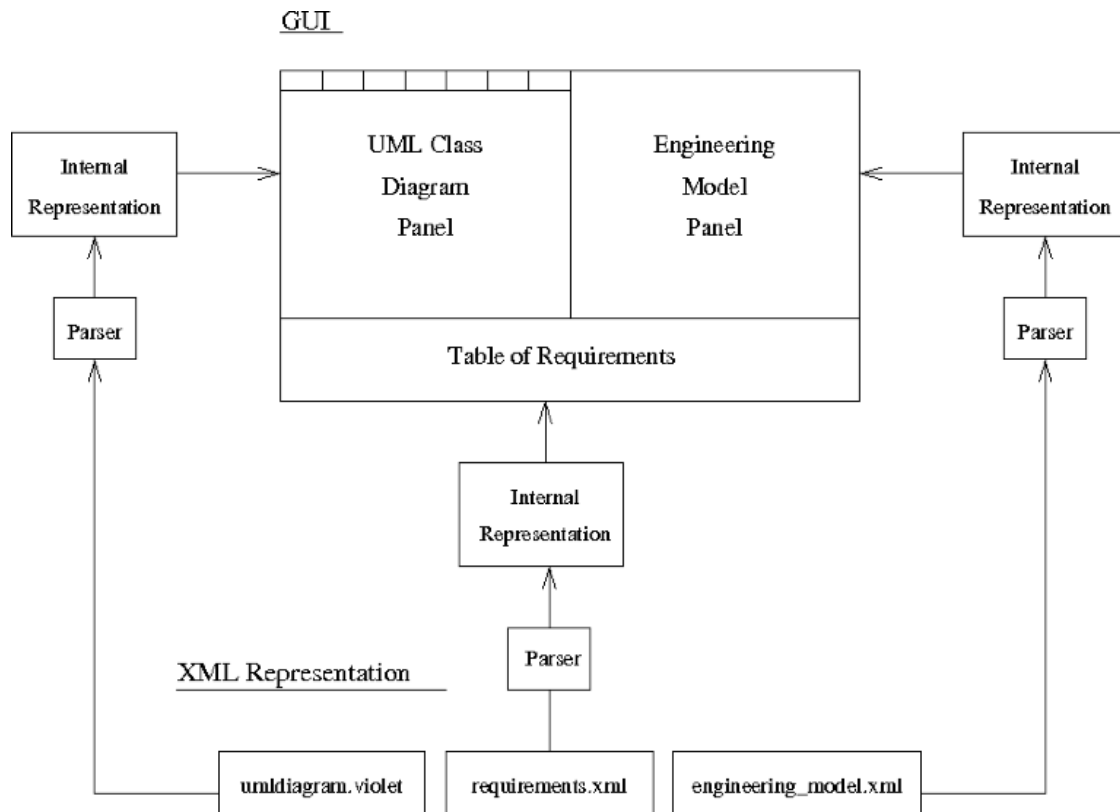 GUI
UML Class
Diagram
Panel
Engineering
Model
Panel
Internal
Representation
Internal
Representation
Parser
Parser
Table of Requirements
Internal
Representation
Parser
XML Representation
umldiagram.violet
requirements.xml
engineering_model.xml